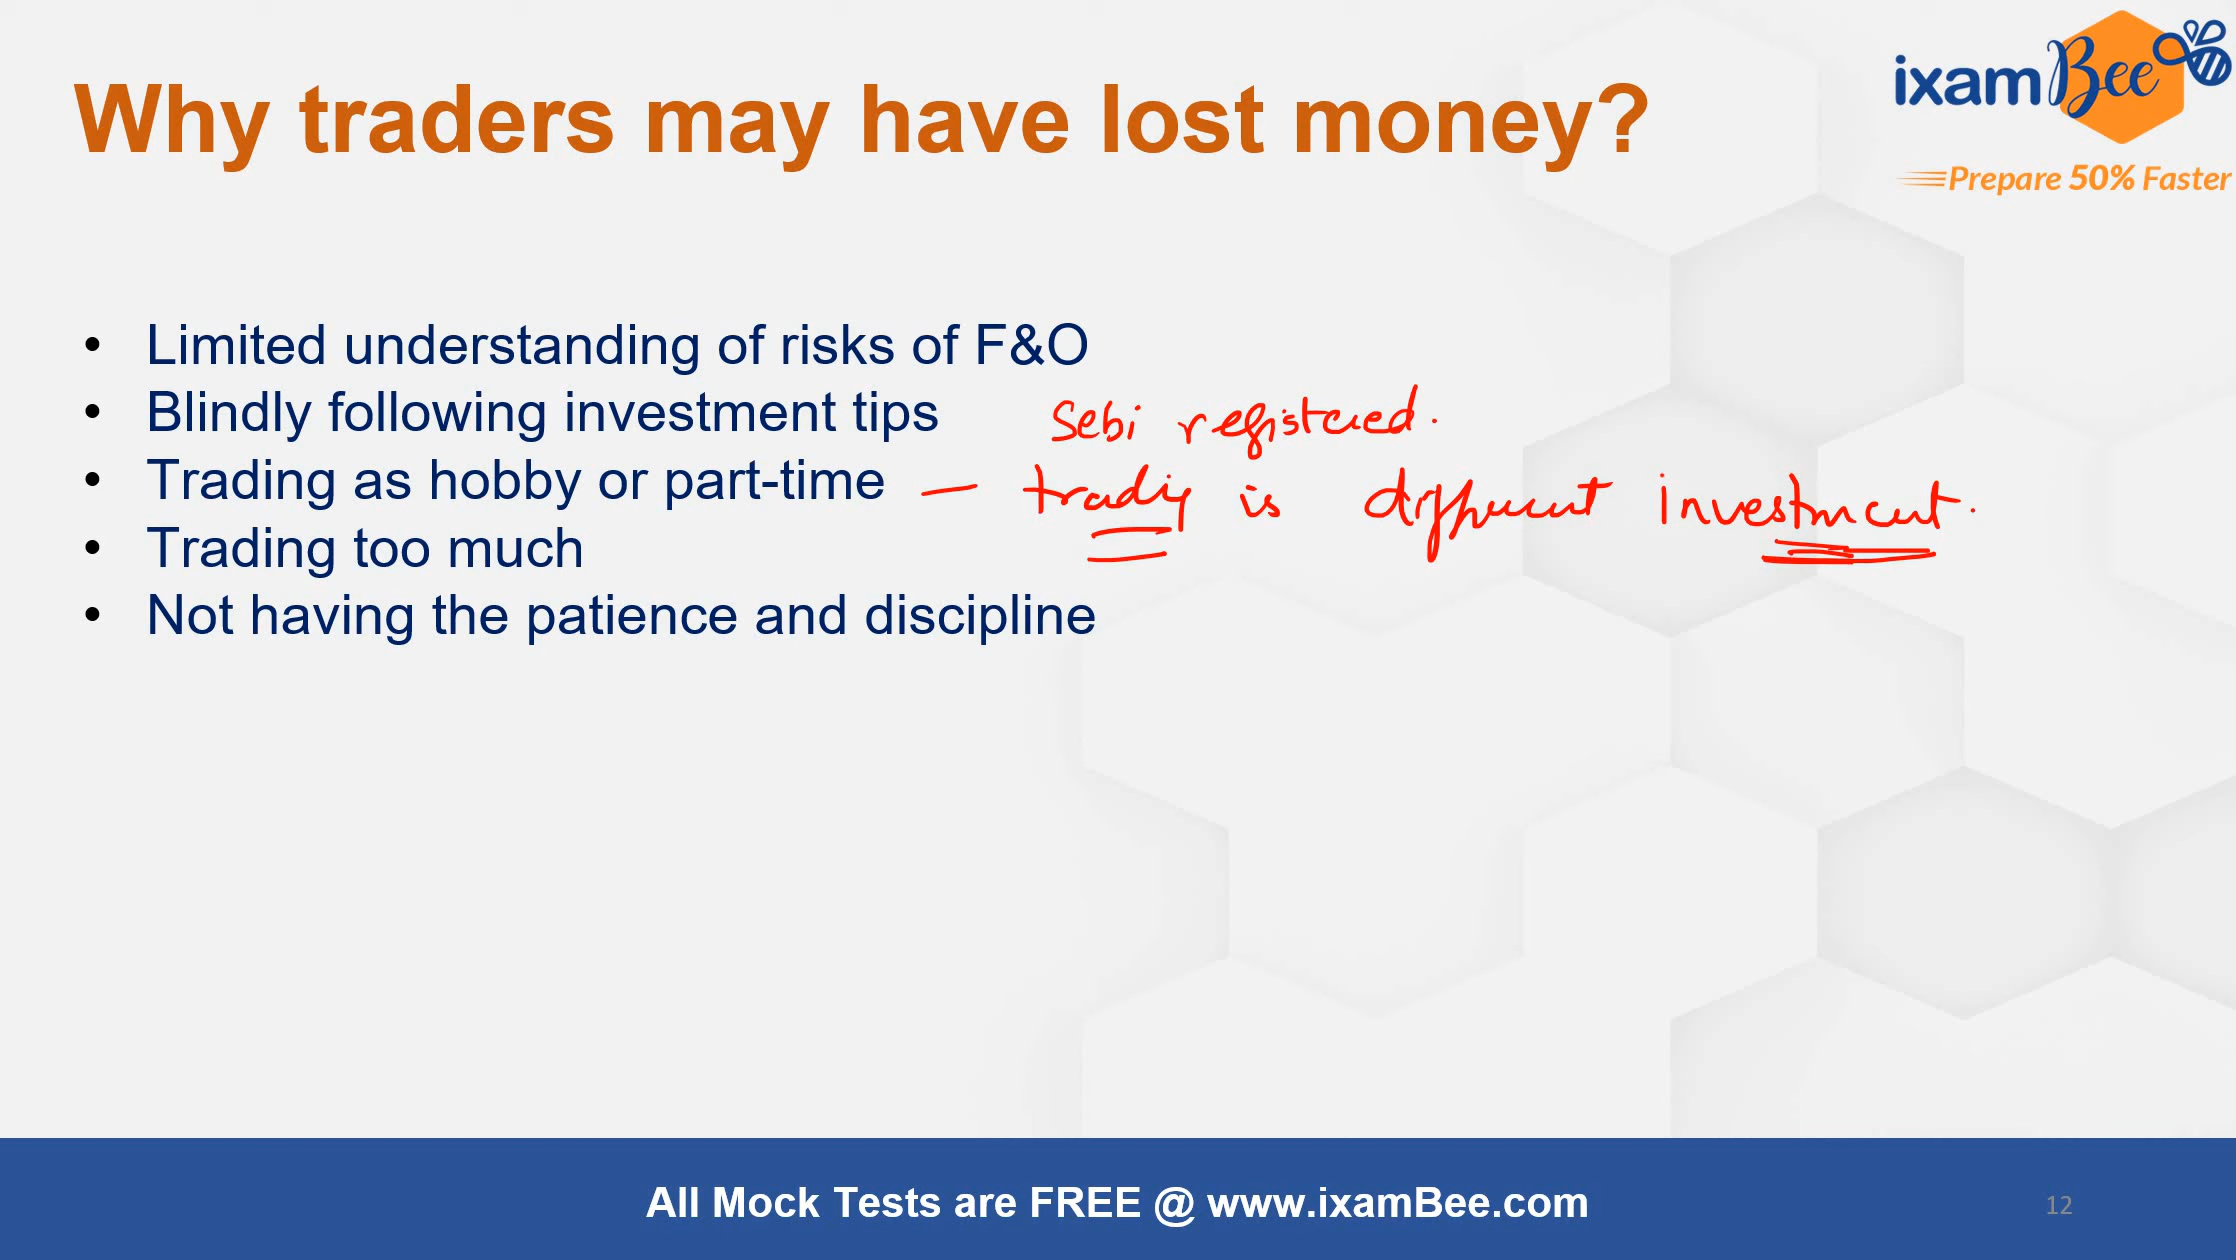 Why traders may have lost money?
ixamBee
Prepare 50% Faster
• Limited understanding of risks of F&O
• Blindly following investment tips Sebi registered.
• Trading as hobby or part-time — trading is different investment.
• Trading too much
• Not having the patience and discipline
All Mock Tests are FREE @ www.ixamBee.com
12